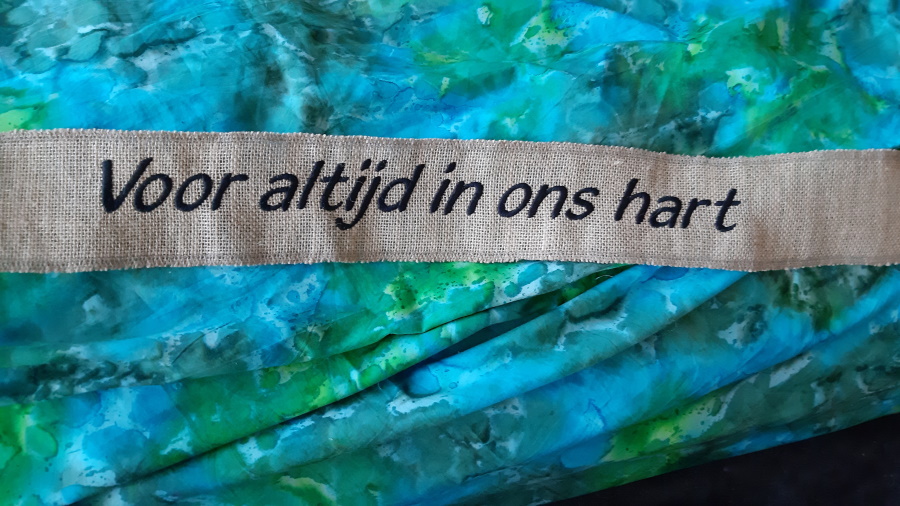 Voor altijd in ons hart